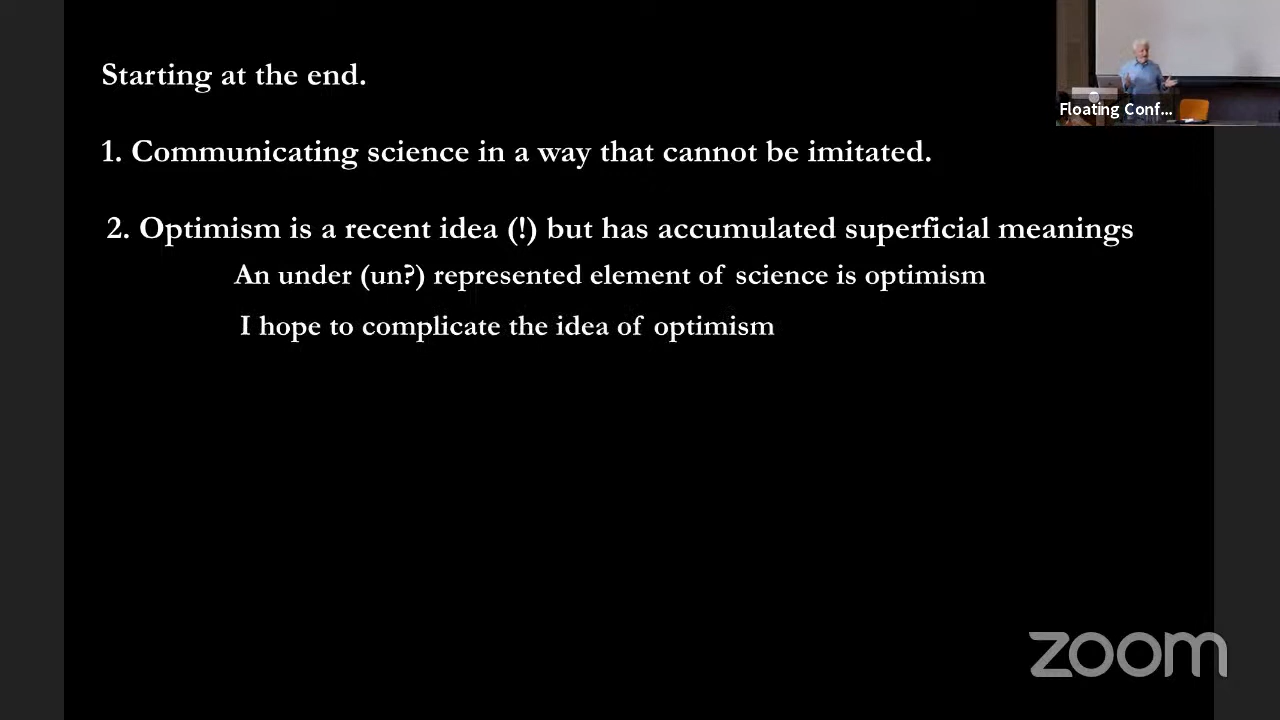 Starting at the end.
Floating Conf...
1. Communicating science in a way that cannot be imitated.
2. Optimism is a recent idea (!) but has accumulated superficial meanings
An under (un?) represented element of science is optimism
I hope to complicate the idea of optimism
zoom